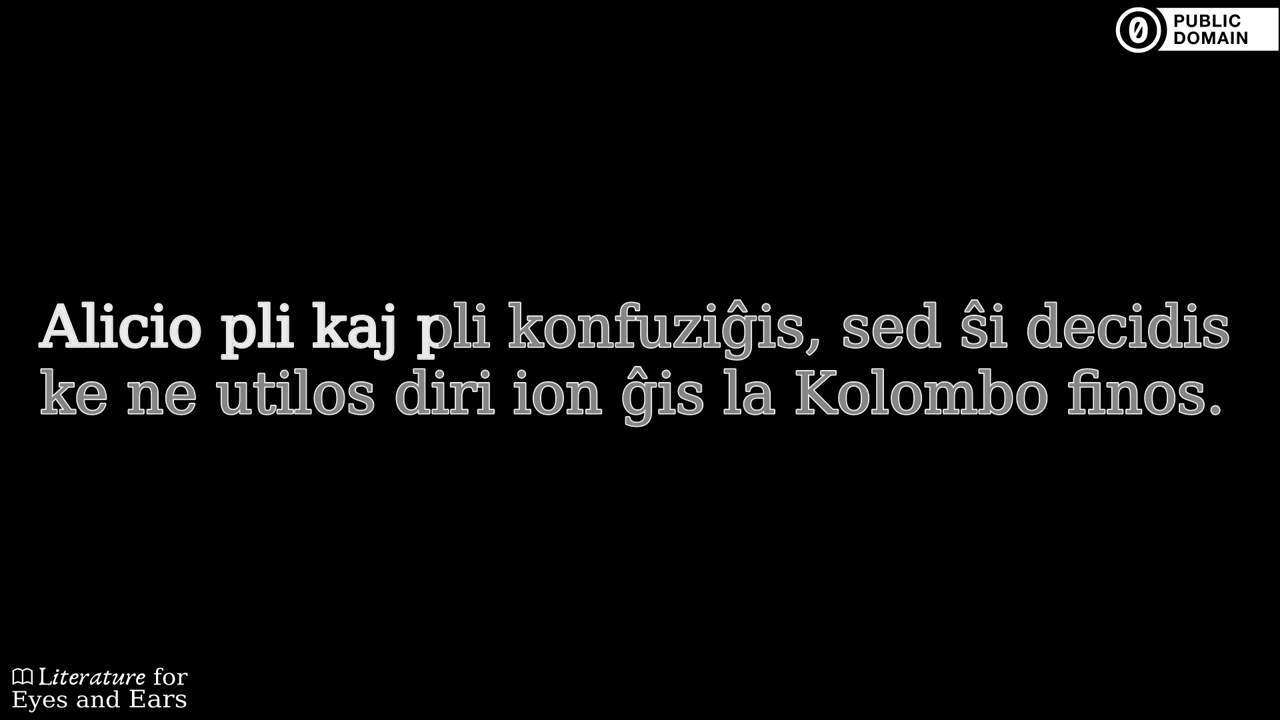 PUBLIC
DOMAIN
Alicio pli kaj pli konfuziĝis, sed ŝi decidis
ke ne utilos diri ion ĝis la Kolombo finos.
Literature for
Eyes and Ears